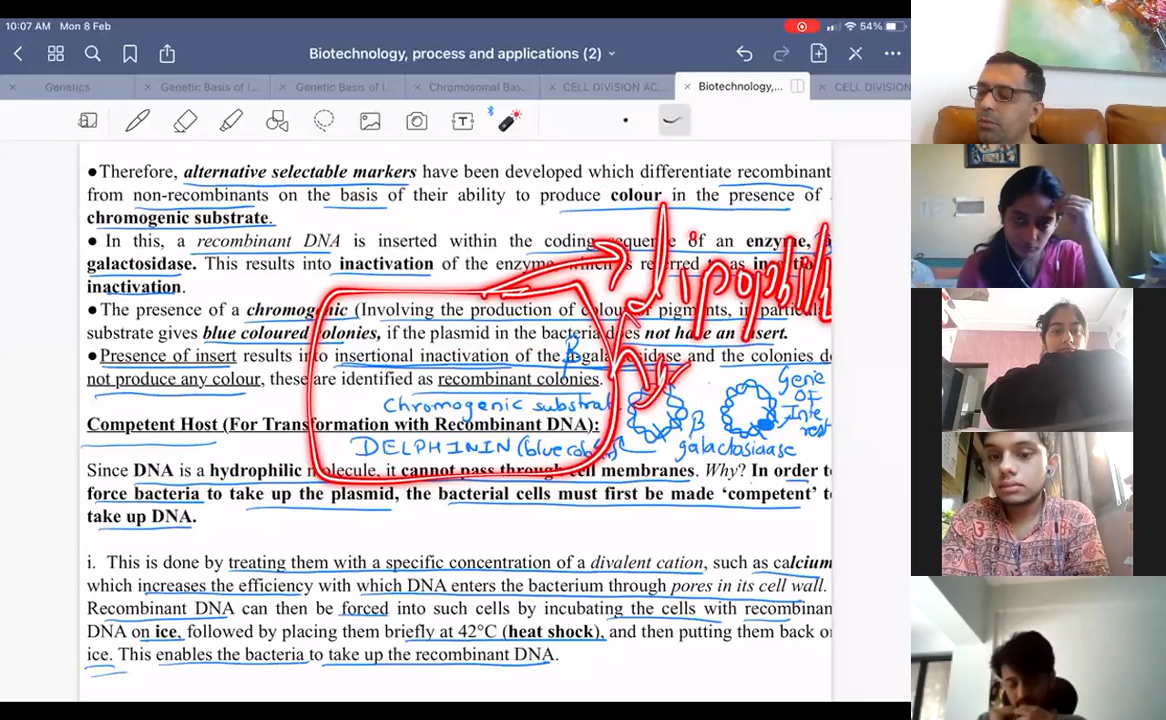 10:07 AM Mon 8 Feb
54%
Biotechnology, process and applications (2)
Genetics
Genetic Basis of I...
Genetic Basis of I...
Chromosomal Bas...
CELL DIVISION AC...
Biotechnology,...
CELL DIVISION
●Therefore, alternative selectable markers have been developed which differentiate recombinant
from non-recombinants on the basis of their ability to produce colour in the presence of
chromogenic substrate.
● In this, a recombinant DNA is inserted within the coding sequence of an enzyme,
galactosidase. This results into inactivation of the enzyme which is referred to as
inactivation.
● The presence of a chromogenic (Involving the production of colour or pigments, in
substrate gives blue coloured colonies, if the plasmid in the bacteria does not have an insert.
●Presence of insert results into insertional inactivation of the and the colonies
not produce any colour, these are identified as recombinant colonies.
β
Chromogenic
Gene
OF
Inte
rest
Competent Host (For Transformation with Recombinant DNA):
DELPHININ
β
Since DNA is a hydrophilic molecule, it cannot pass through cell membranes. Why? In order
force bacteria to take up the plasmid, the bacterial cells must first be made ‘competent’
take up DNA.
i. This is done by treating them with a specific concentration of a divalent cation, such as calcium
which increases the efficiency with which DNA enters the bacterium through pores in its cell wall.
Recombinant DNA can then be forced into such cells by incubating the cells with recombinan
DNA on ice, followed by placing them briefly at 42°C (heat shock), and then putting them back
ice. This enables the bacteria to take up the recombinant DNA.